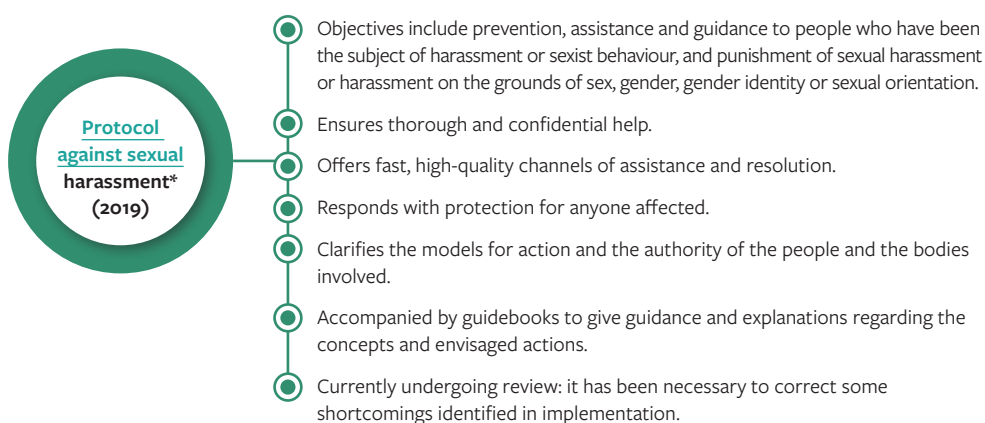 Protocol
against sexual
harassment*
(2019)
Objectives include prevention, assistance and guidance to people who have been
the subject of harassment or sexist behaviour, and punishment of sexual harassment
or harassment on the grounds of sex, gender, gender identity or sexual orientation.
Ensures thorough and confidential help.
Offers fast, high-quality channels of assistance and resolution.
Responds with protection for anyone affected.
Clarifies the models for action and the authority of the people and the bodies
involved.
Accompanied by guidebooks to give guidance and explanations regarding the
concepts and envisaged actions.
Currently undergoing review: it has been necessary to correct some
shortcomings identified in implementation.